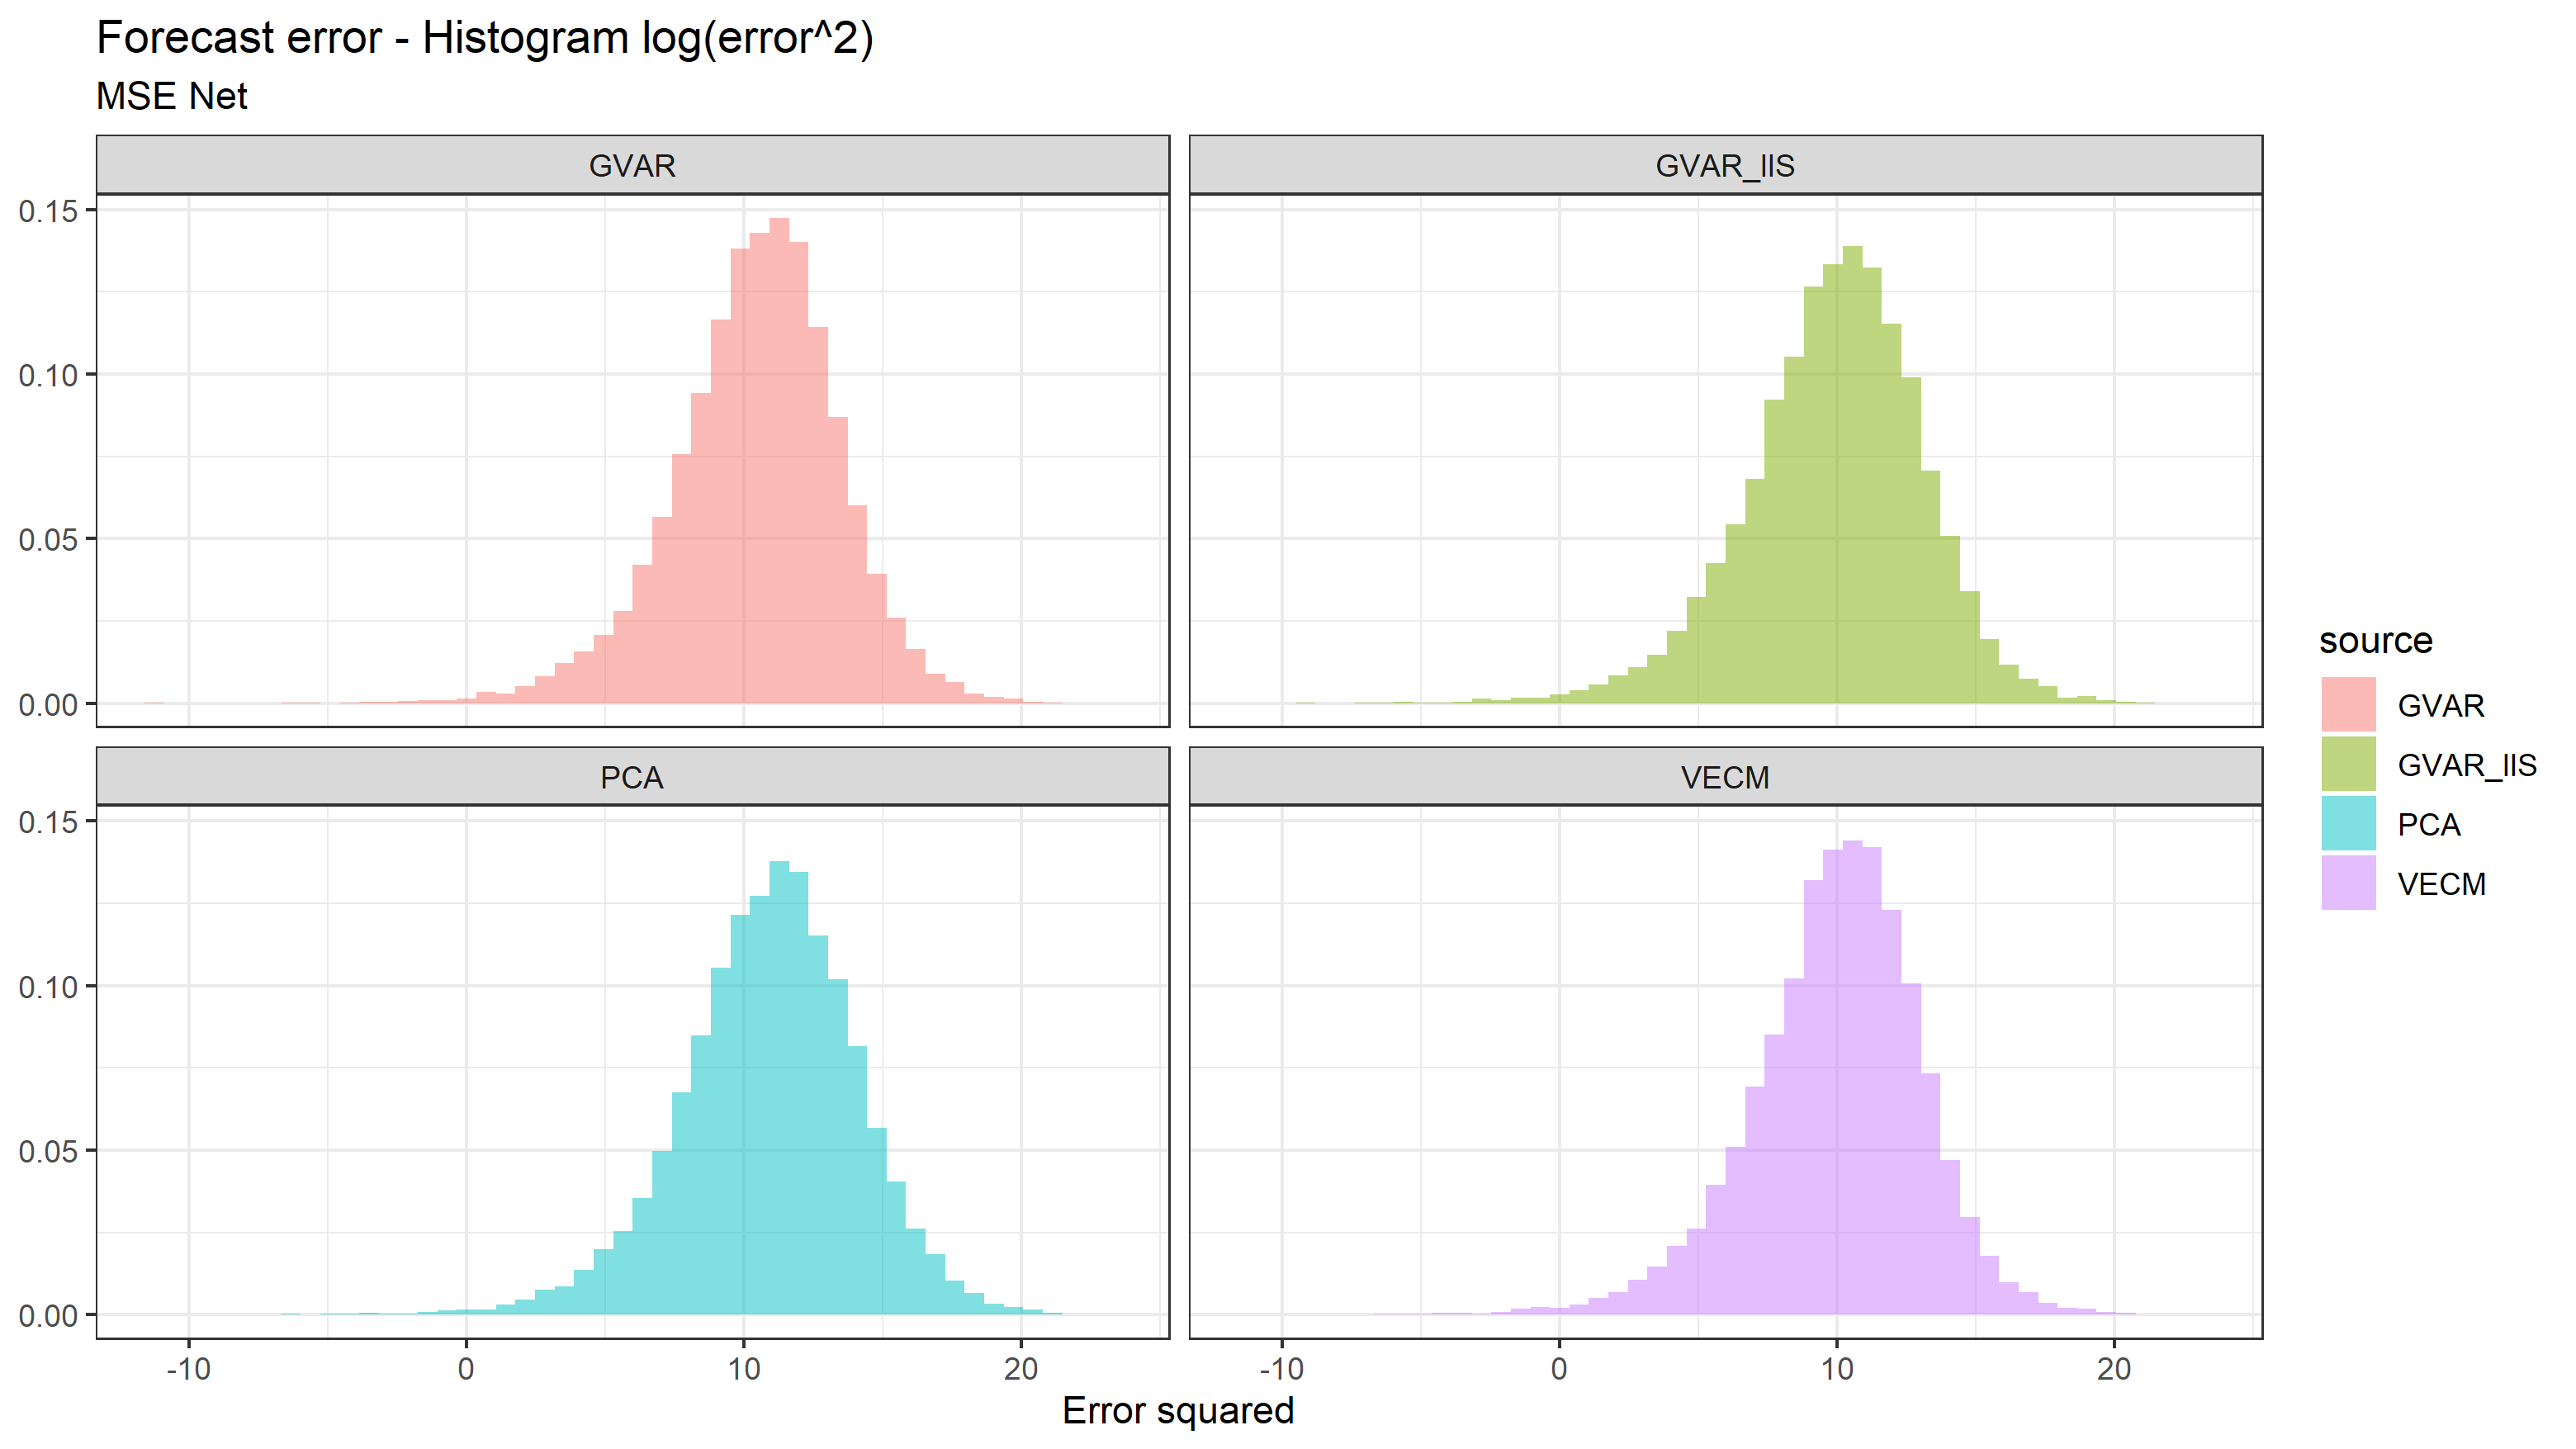 Forecast error - Histogram log(error^2)
MSE Net
GVAR
GVAR_IIS
0.15
0.10
0.05
0.00
PCA
VECM
0.15
0.10
0.05
0.00
-10 0 10 20
-10 0 10 20
Error squared
source
GVAR
GVAR_IIS
PCA
VECM